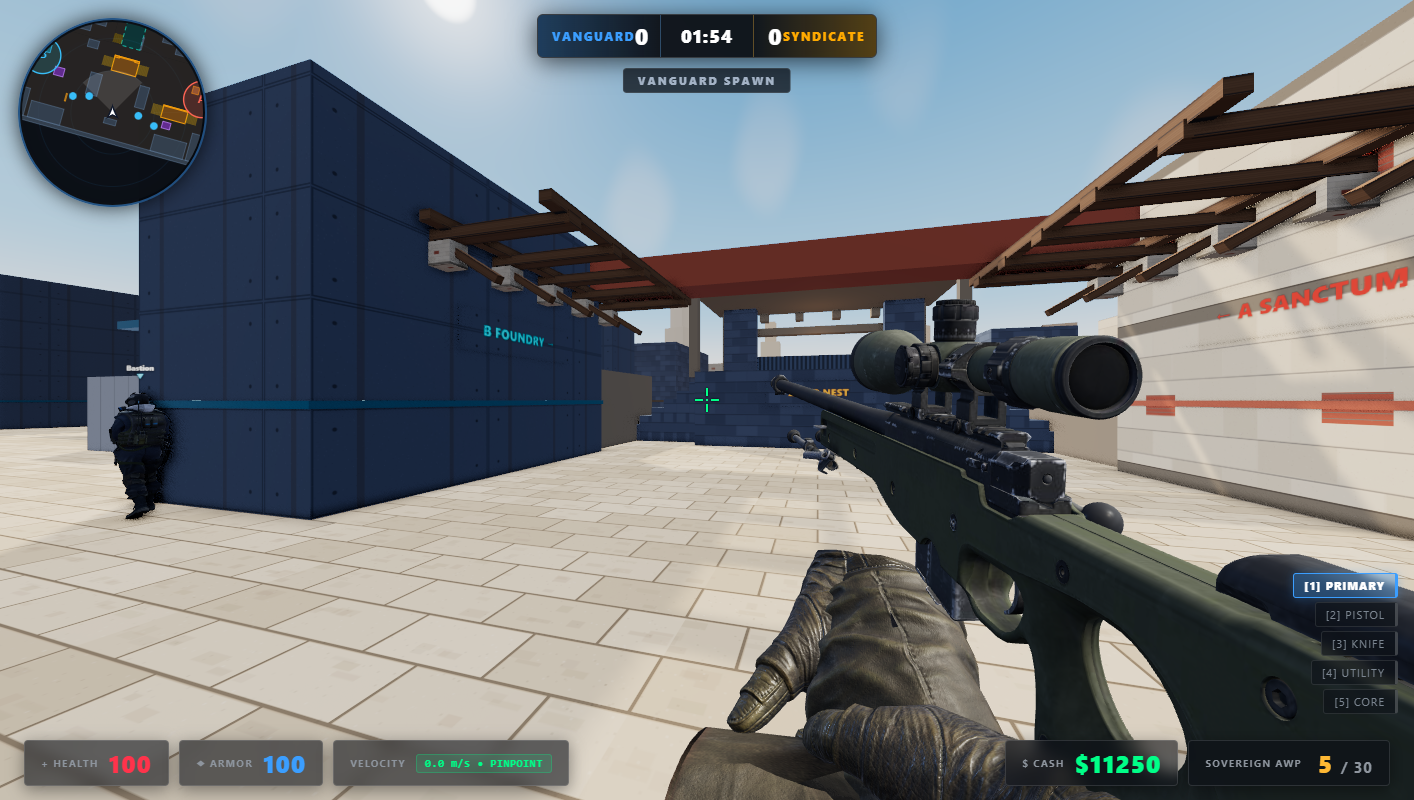 VANGUARD 0 01:54 0 SYNDICATE
VANGUARD SPAWN
A SANCTUM
B FOUNDRY
Bastion
NEST
[1] PRIMARY
[2] PISTOL
[3] KNIFE
[4] UTILITY
[5] CORE
+ HEALTH 100
ARMOR 100
VELOCITY 0.0 m/s • PINPOINT
$ CASH $11250
SOVEREIGN AWP 5 / 30